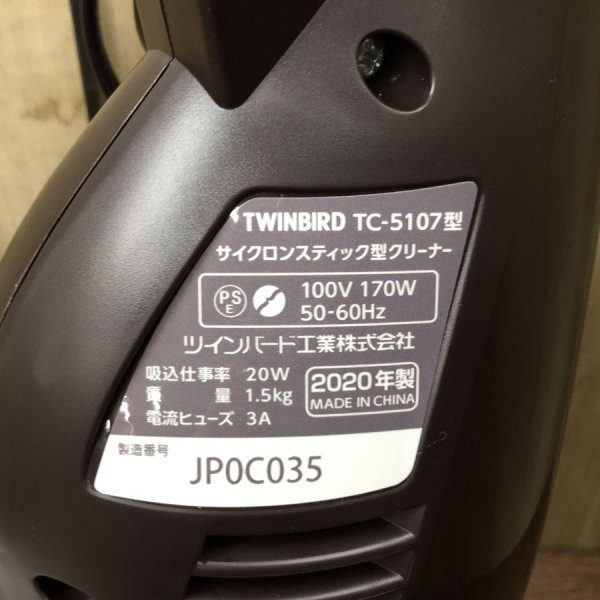 TWINBIRD TC-5107型
サイクロンスティック型クリーナー
PS
E
100V 170W
50-60Hz
ツインバード工業株式会社
吸込仕事率 20W
質量 1.5kg
電流ヒューズ 3A
2020年製
MADE IN CHINA
製造番号
JP0C035